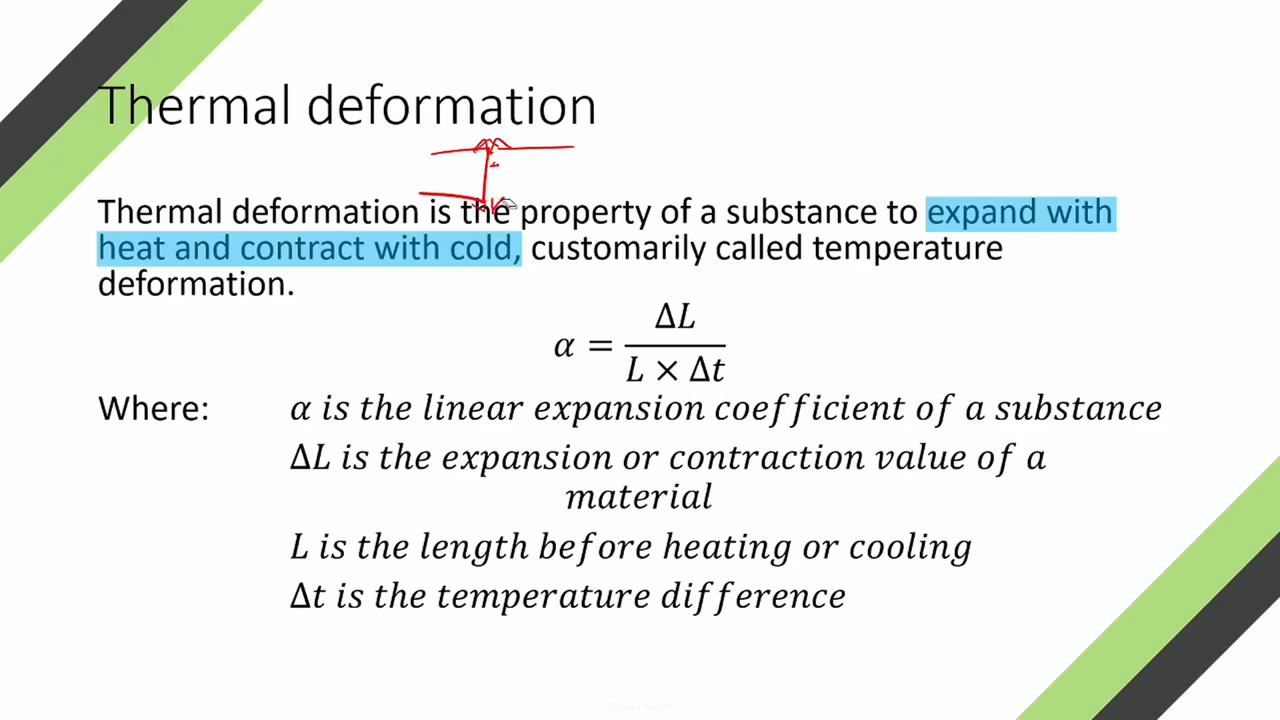 Thermal deformation
Thermal deformation is the property of a substance to expand with
heat and contract with cold, customarily called temperature
deformation.
α = ΔL / (L × Δt)
Where: α is the linear expansion coefficient of a substance
ΔL is the expansion or contraction value of a
material
L is the length before heating or cooling
Δt is the temperature difference